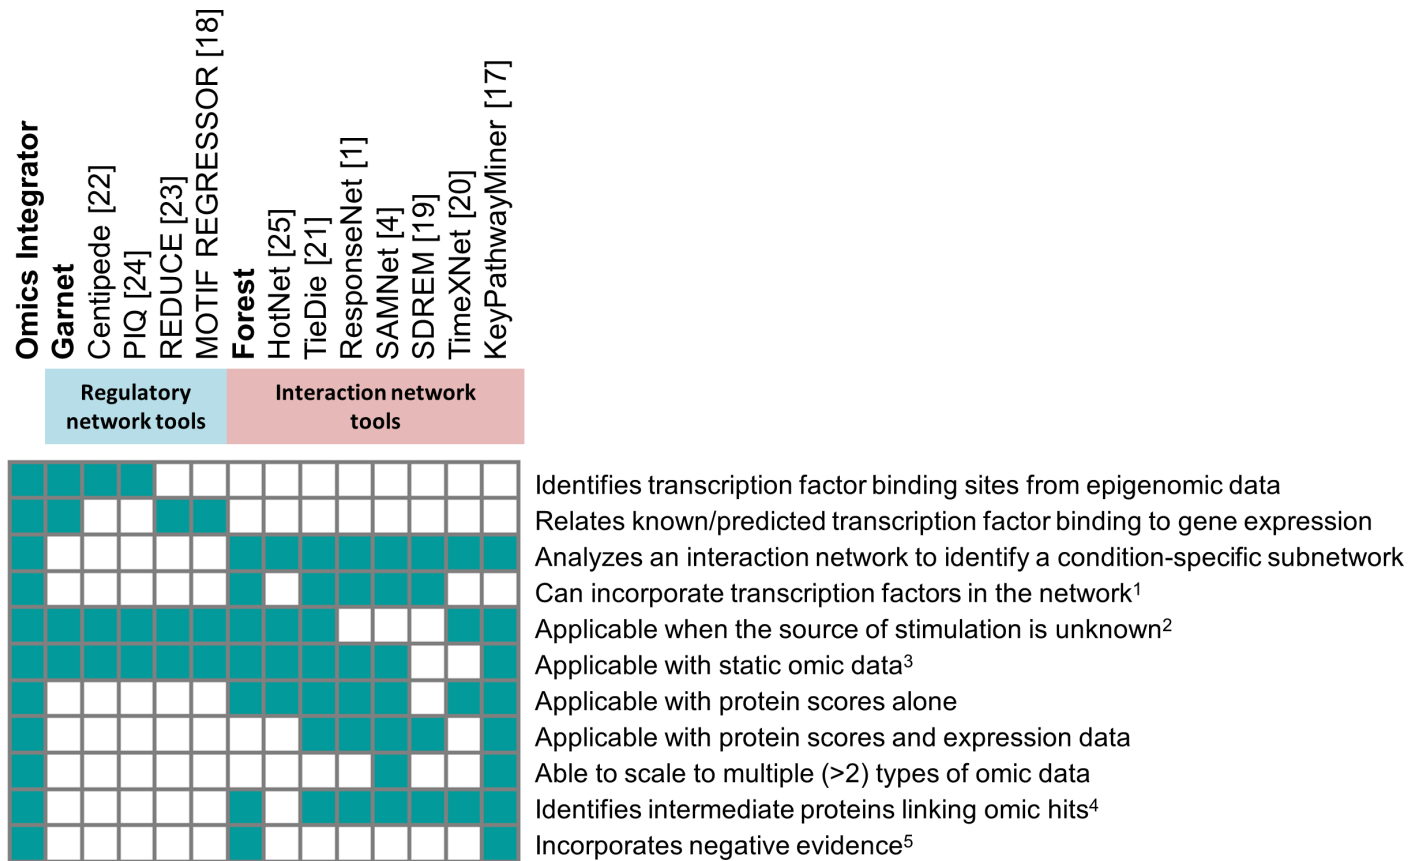 Omics Integrator
Garnet
Centipede [22]
PIQ [24]
REDUCE [23]
MOTIF REGRESSOR [18]
Forest
HotNet [25]
TieDie [21]
ResponseNet [1]
SAMNet [4]
SDREM [19]
TimeXNet [20]
KeyPathwayMiner [17]
Regulatory
network tools
Interaction network
tools
Identifies transcription factor binding sites from epigenomic data
Relates known/predicted transcription factor binding to gene expression
Analyzes an interaction network to identify a condition-specific subnetwork
Can incorporate transcription factors in the network¹
Applicable when the source of stimulation is unknown²
Applicable with static omic data³
Applicable with protein scores alone
Applicable with protein scores and expression data
Able to scale to multiple (>2) types of omic data
Identifies intermediate proteins linking omic hits⁴
Incorporates negative evidence⁵